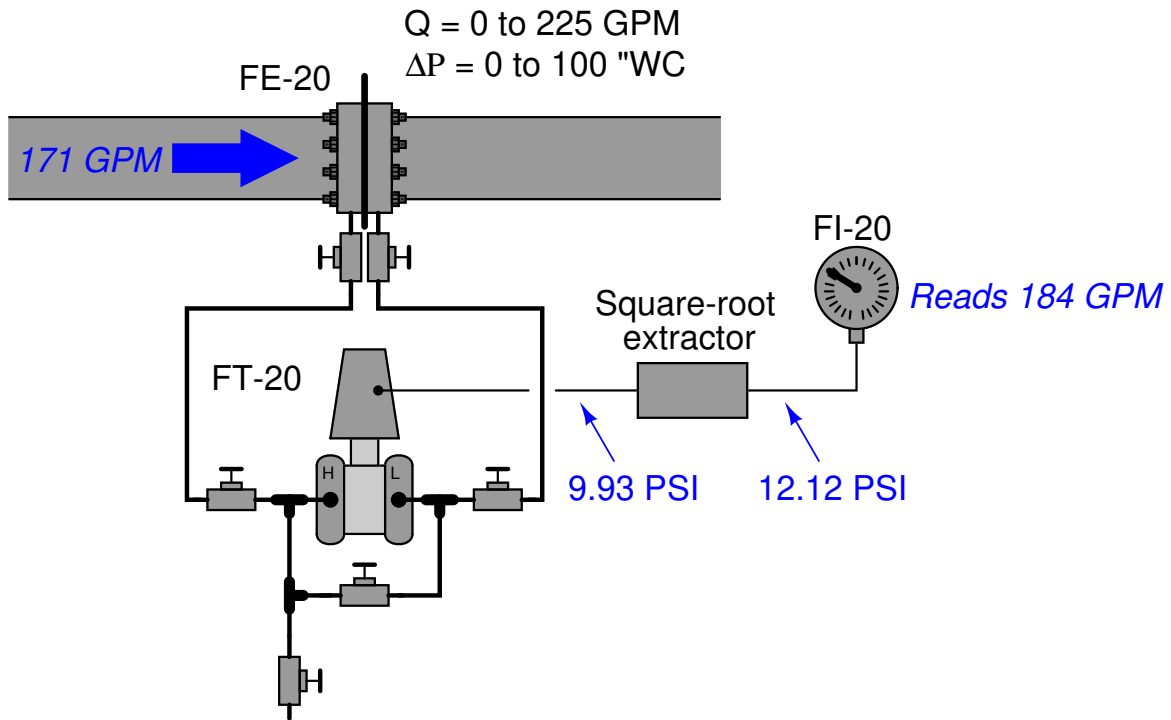 Q = 0 to 225 GPM
ΔP = 0 to 100 "WC
FE-20
171 GPM
FI-20
Reads 184 GPM
Square-root
extractor
FT-20
H
L
9.93 PSI
12.12 PSI